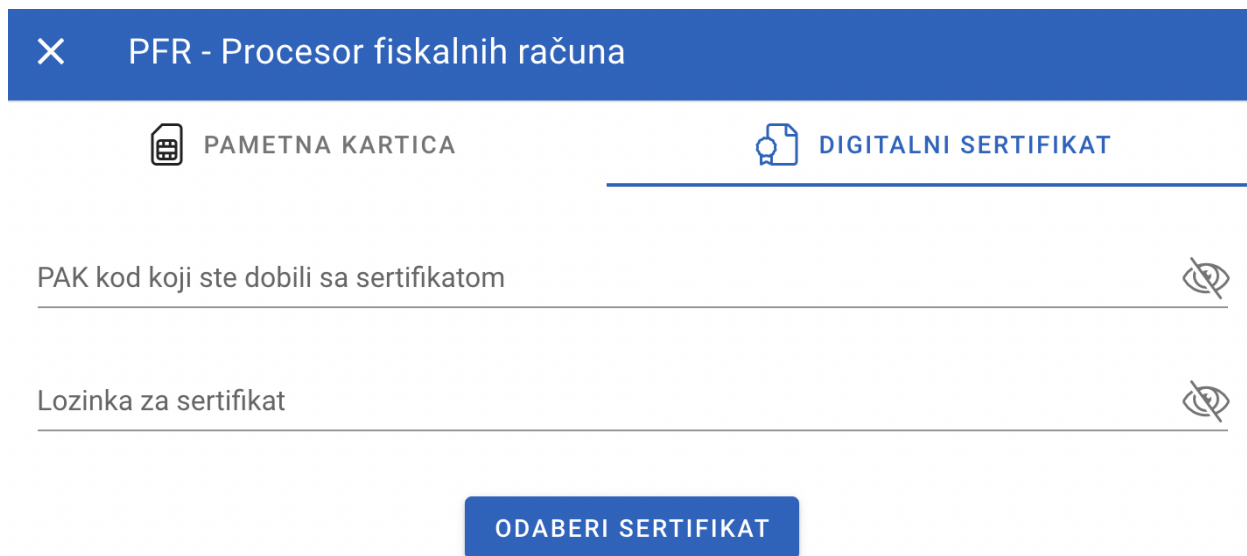 PFR - Procesor fiskalnih računa
PAMETNA KARTICA
DIGITALNI SERTIFIKAT
PAK kod koji ste dobili sa sertifikatom
Lozinka za sertifikat
ODABERI SERTIFIKAT